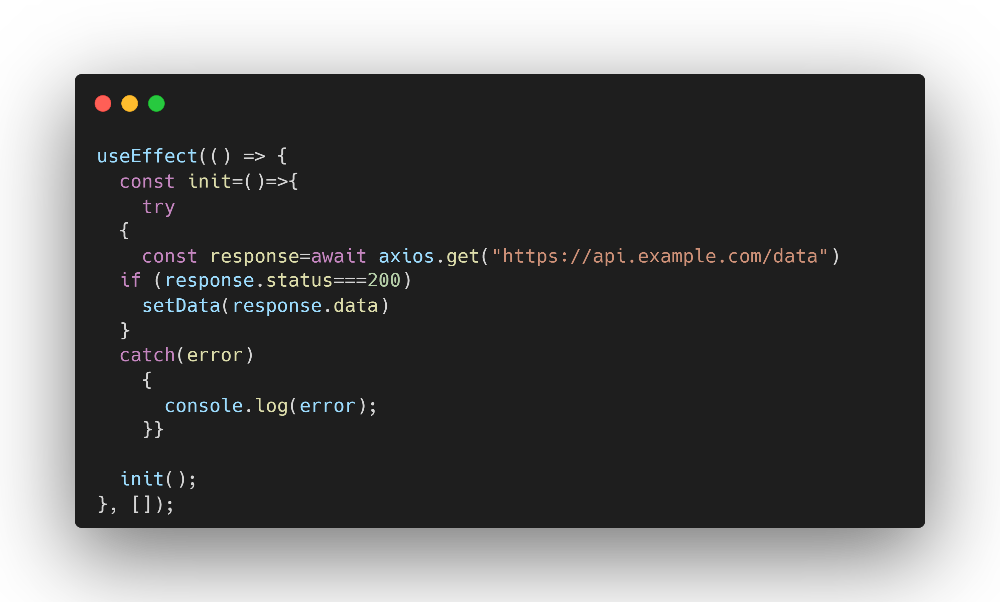 useEffect(() => {
  const init=()=>{
    try
  {
    const response=await axios.get("https://api.example.com/data")
  if (response.status===200)
    setData(response.data)
  }
  catch(error)
    {
      console.log(error);
    }}

  init();
}, []);